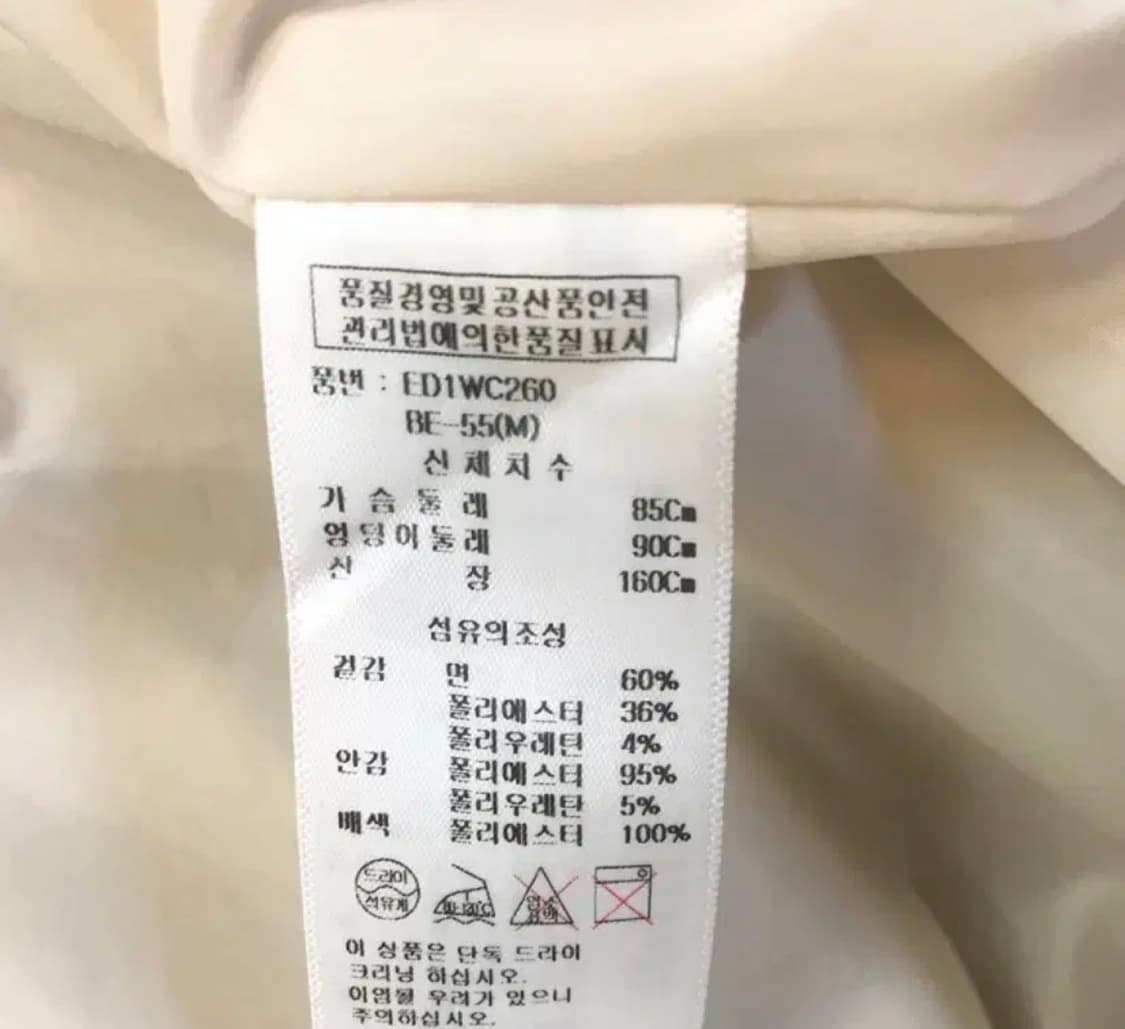 품질경영및공산품안전
관리법에의한품질표시
품번 : ED1WC260
BE-55(M)
신 체 치 수
가 슴 둘 레 85Cm
엉덩이둘레 90Cm
신 장 160Cm
섬유의조성
겉감 면 60%
폴리에스터 36%
폴리우레탄 4%
안감 폴리에스터 95%
폴리우레탄 5%
배색 폴리에스터 100%
드라이
석유계
80-120℃
염소
표백
이 상품은 단독 드라이
크리닝 하십시오.
이염될 우려가 있으니
주의하십시오.